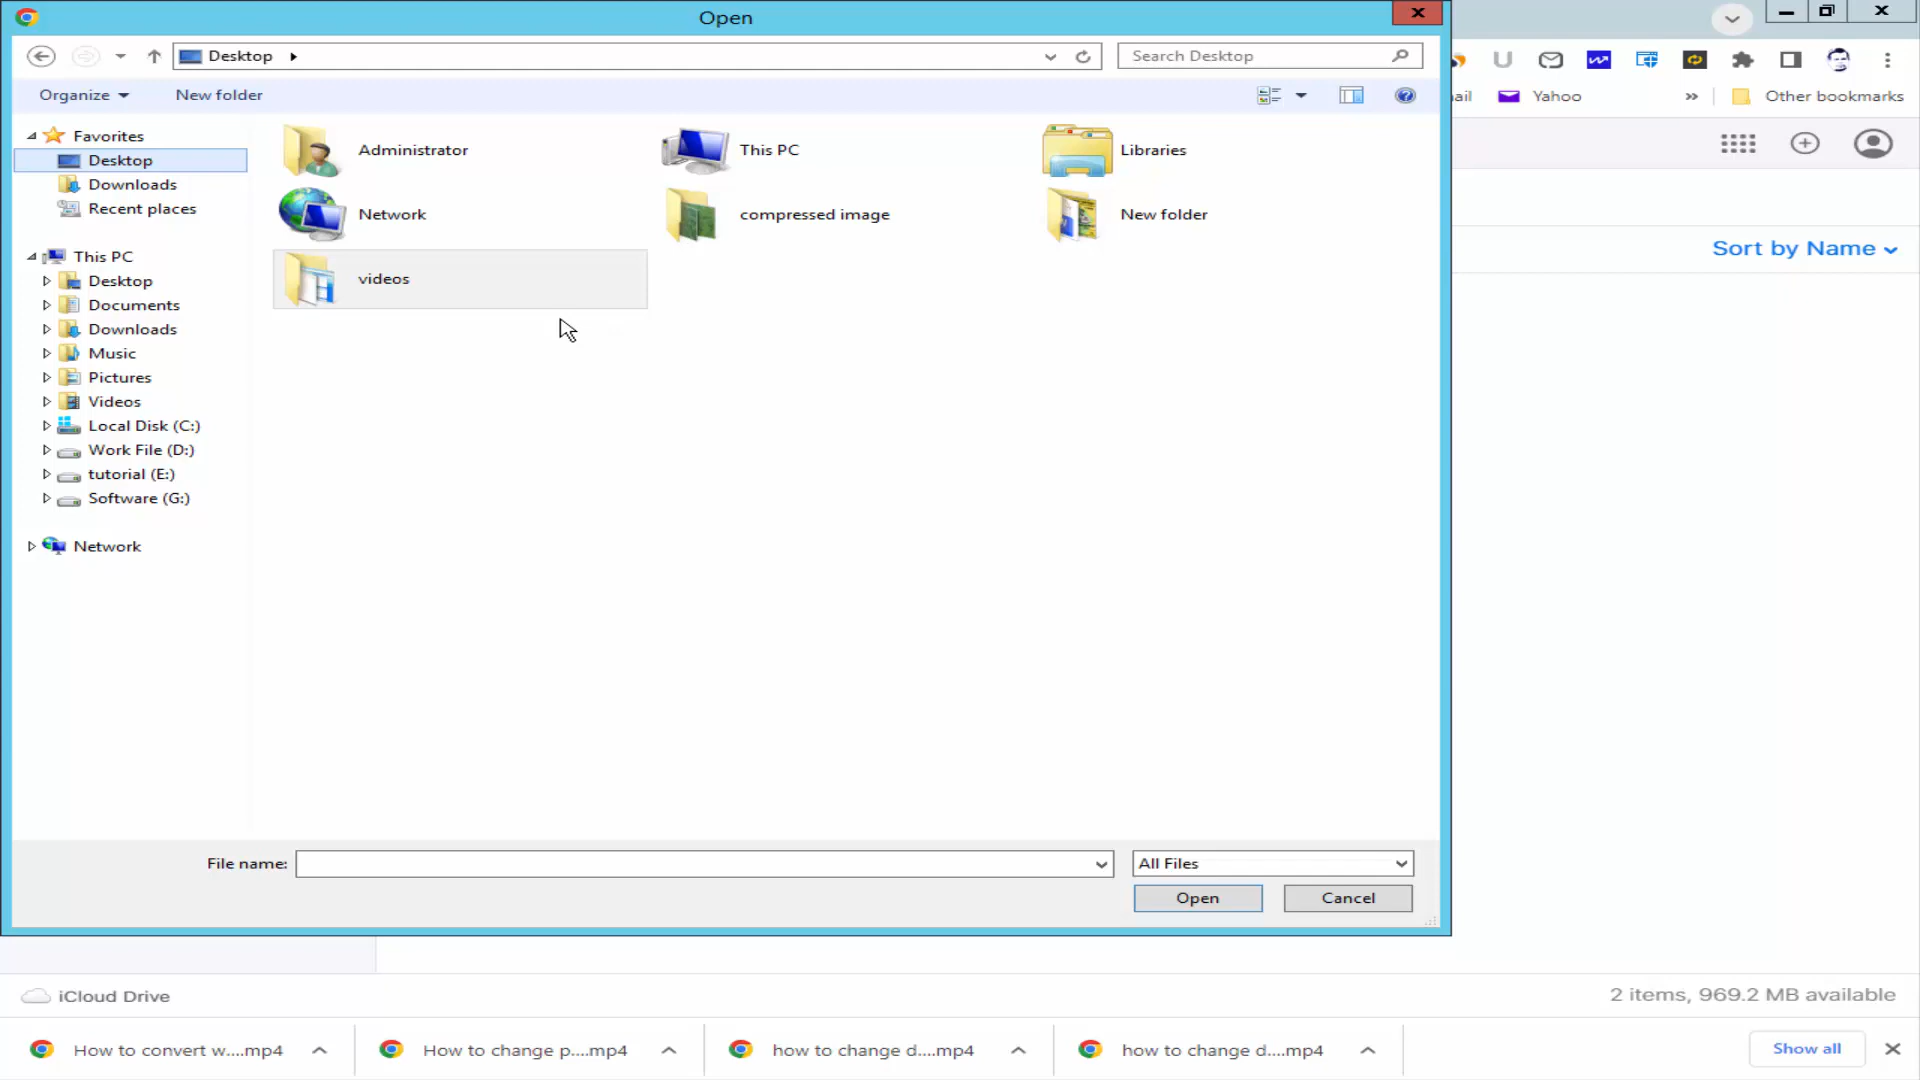 Open
Desktop
Search Desktop
Organize
New folder
ail
Yahoo
Other bookmarks
Favorites
Desktop
Downloads
Recent places
This PC
Desktop
Documents
Downloads
Music
Pictures
Videos
Local Disk (C:)
Work File (D:)
tutorial (E:)
Software (G:)
Network
Administrator
This PC
Libraries
Network
compressed image
New folder
videos
Sort by Name
File name:
All Files
Open
Cancel
iCloud Drive
2 items, 969.2 MB available
How to convert w....mp4
How to change p....mp4
how to change d....mp4
how to change d....mp4
Show all